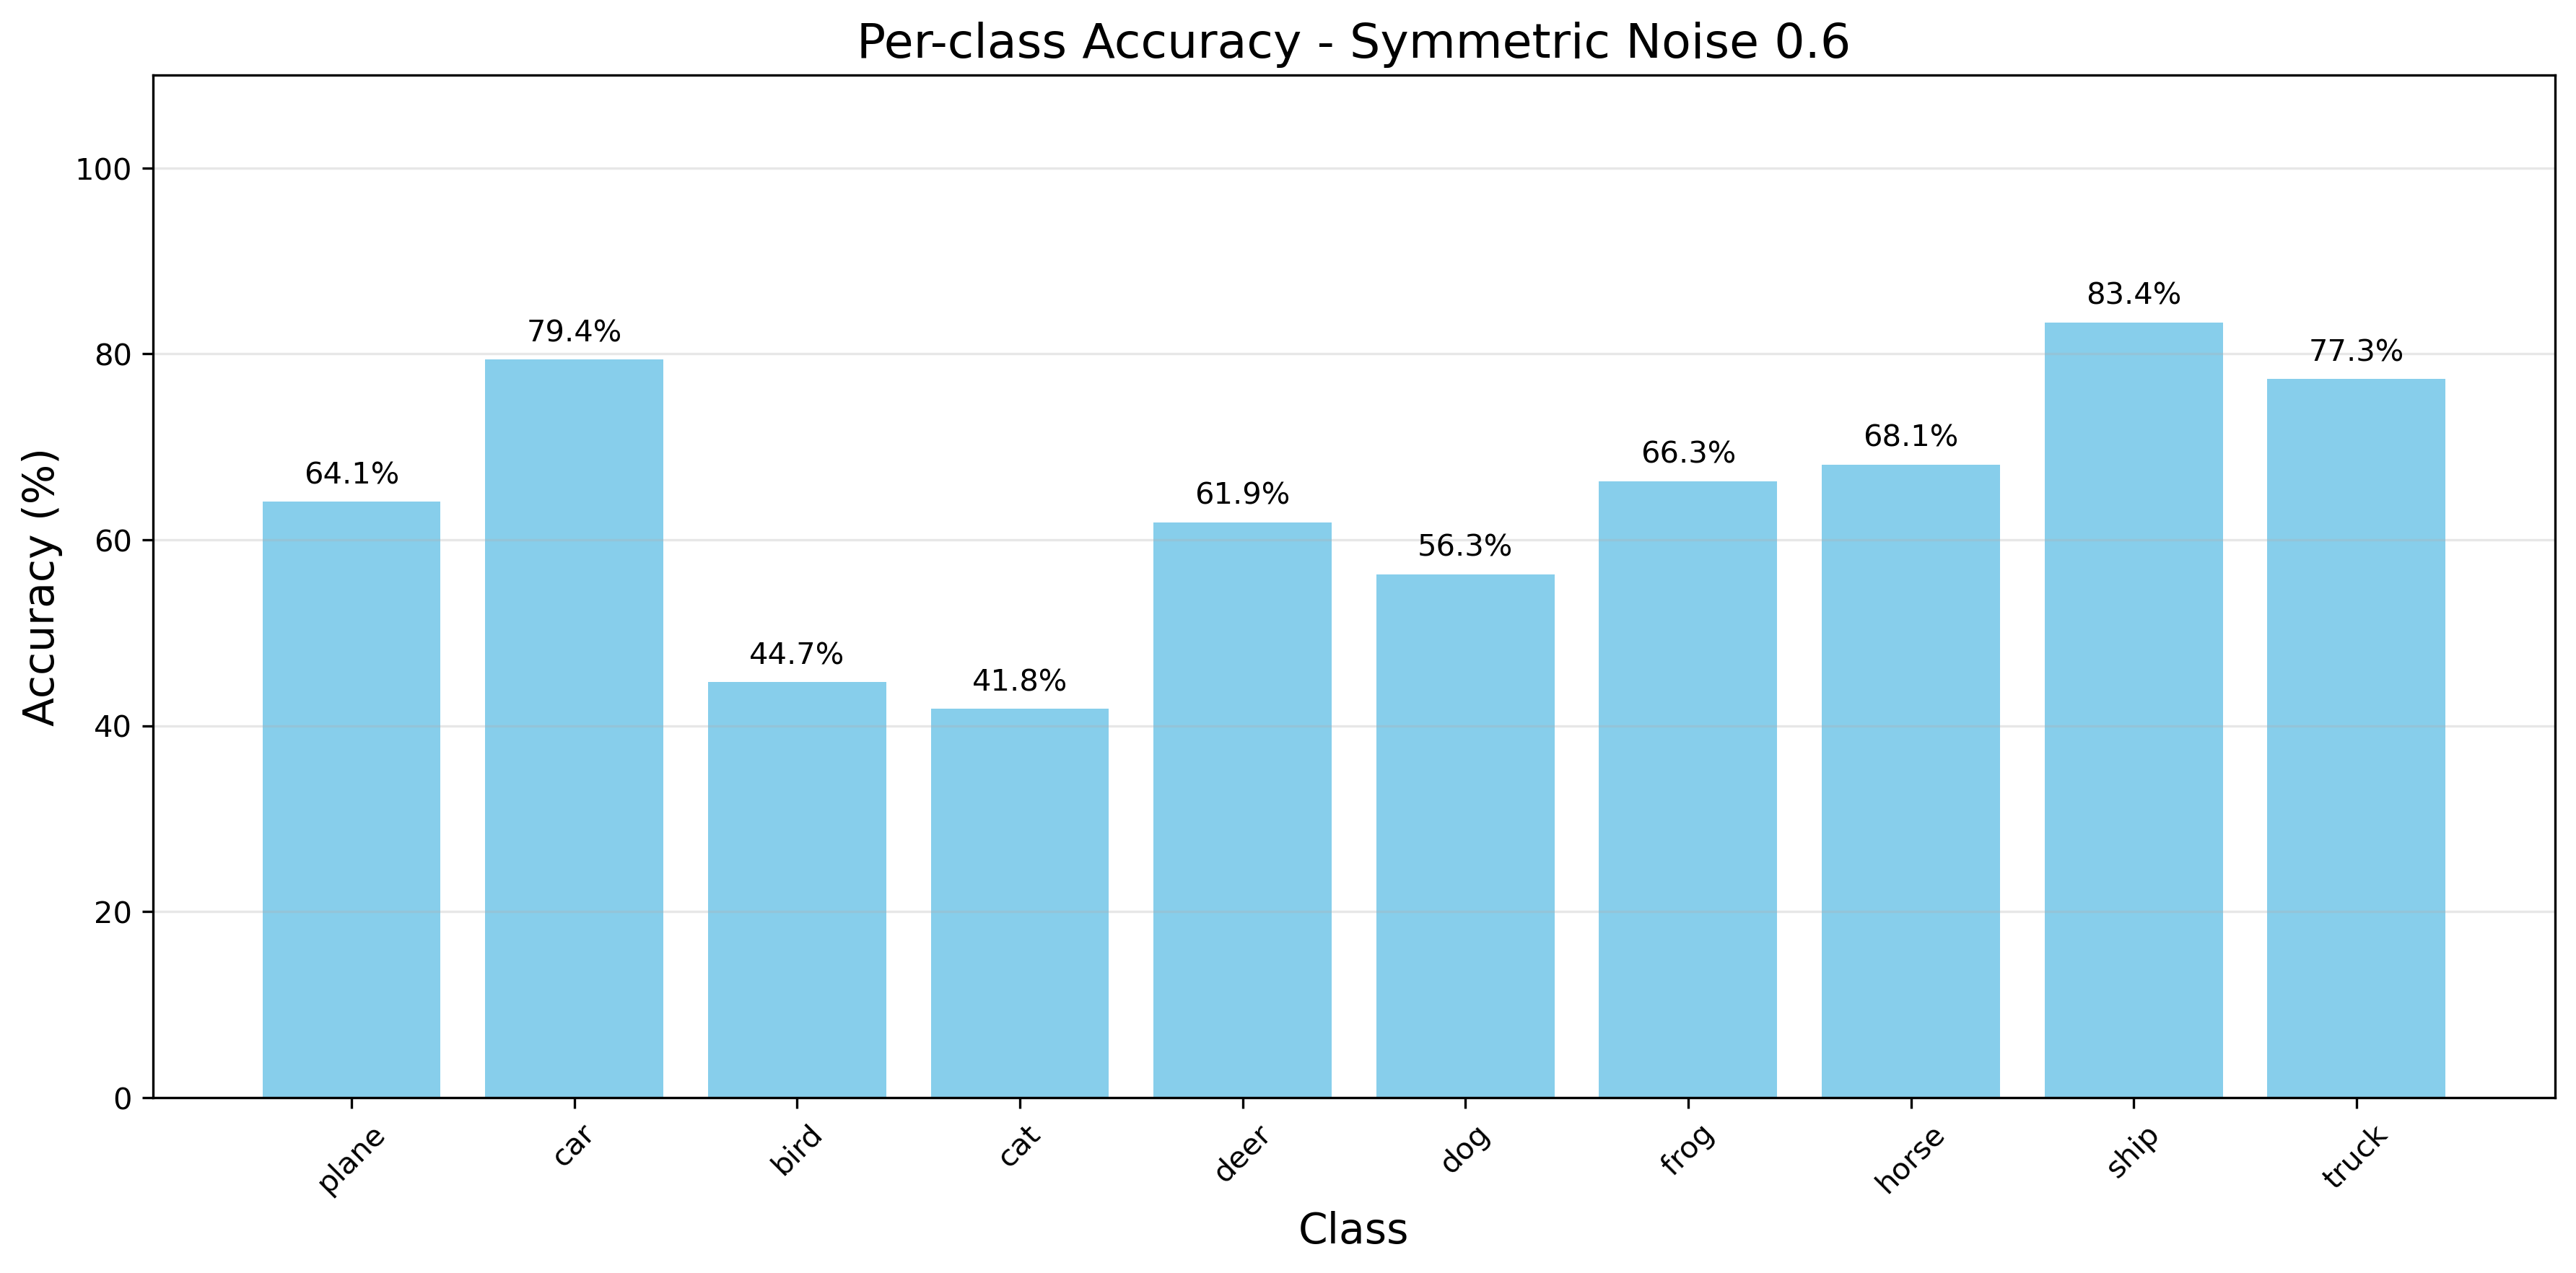 Per-class Accuracy - Symmetric Noise 0.6
Accuracy (%)
100
80
60
40
20
0
64.1%
79.4%
44.7%
41.8%
61.9%
56.3%
66.3%
68.1%
83.4%
77.3%
plane
car
bird
cat
deer
dog
frog
horse
ship
truck
Class